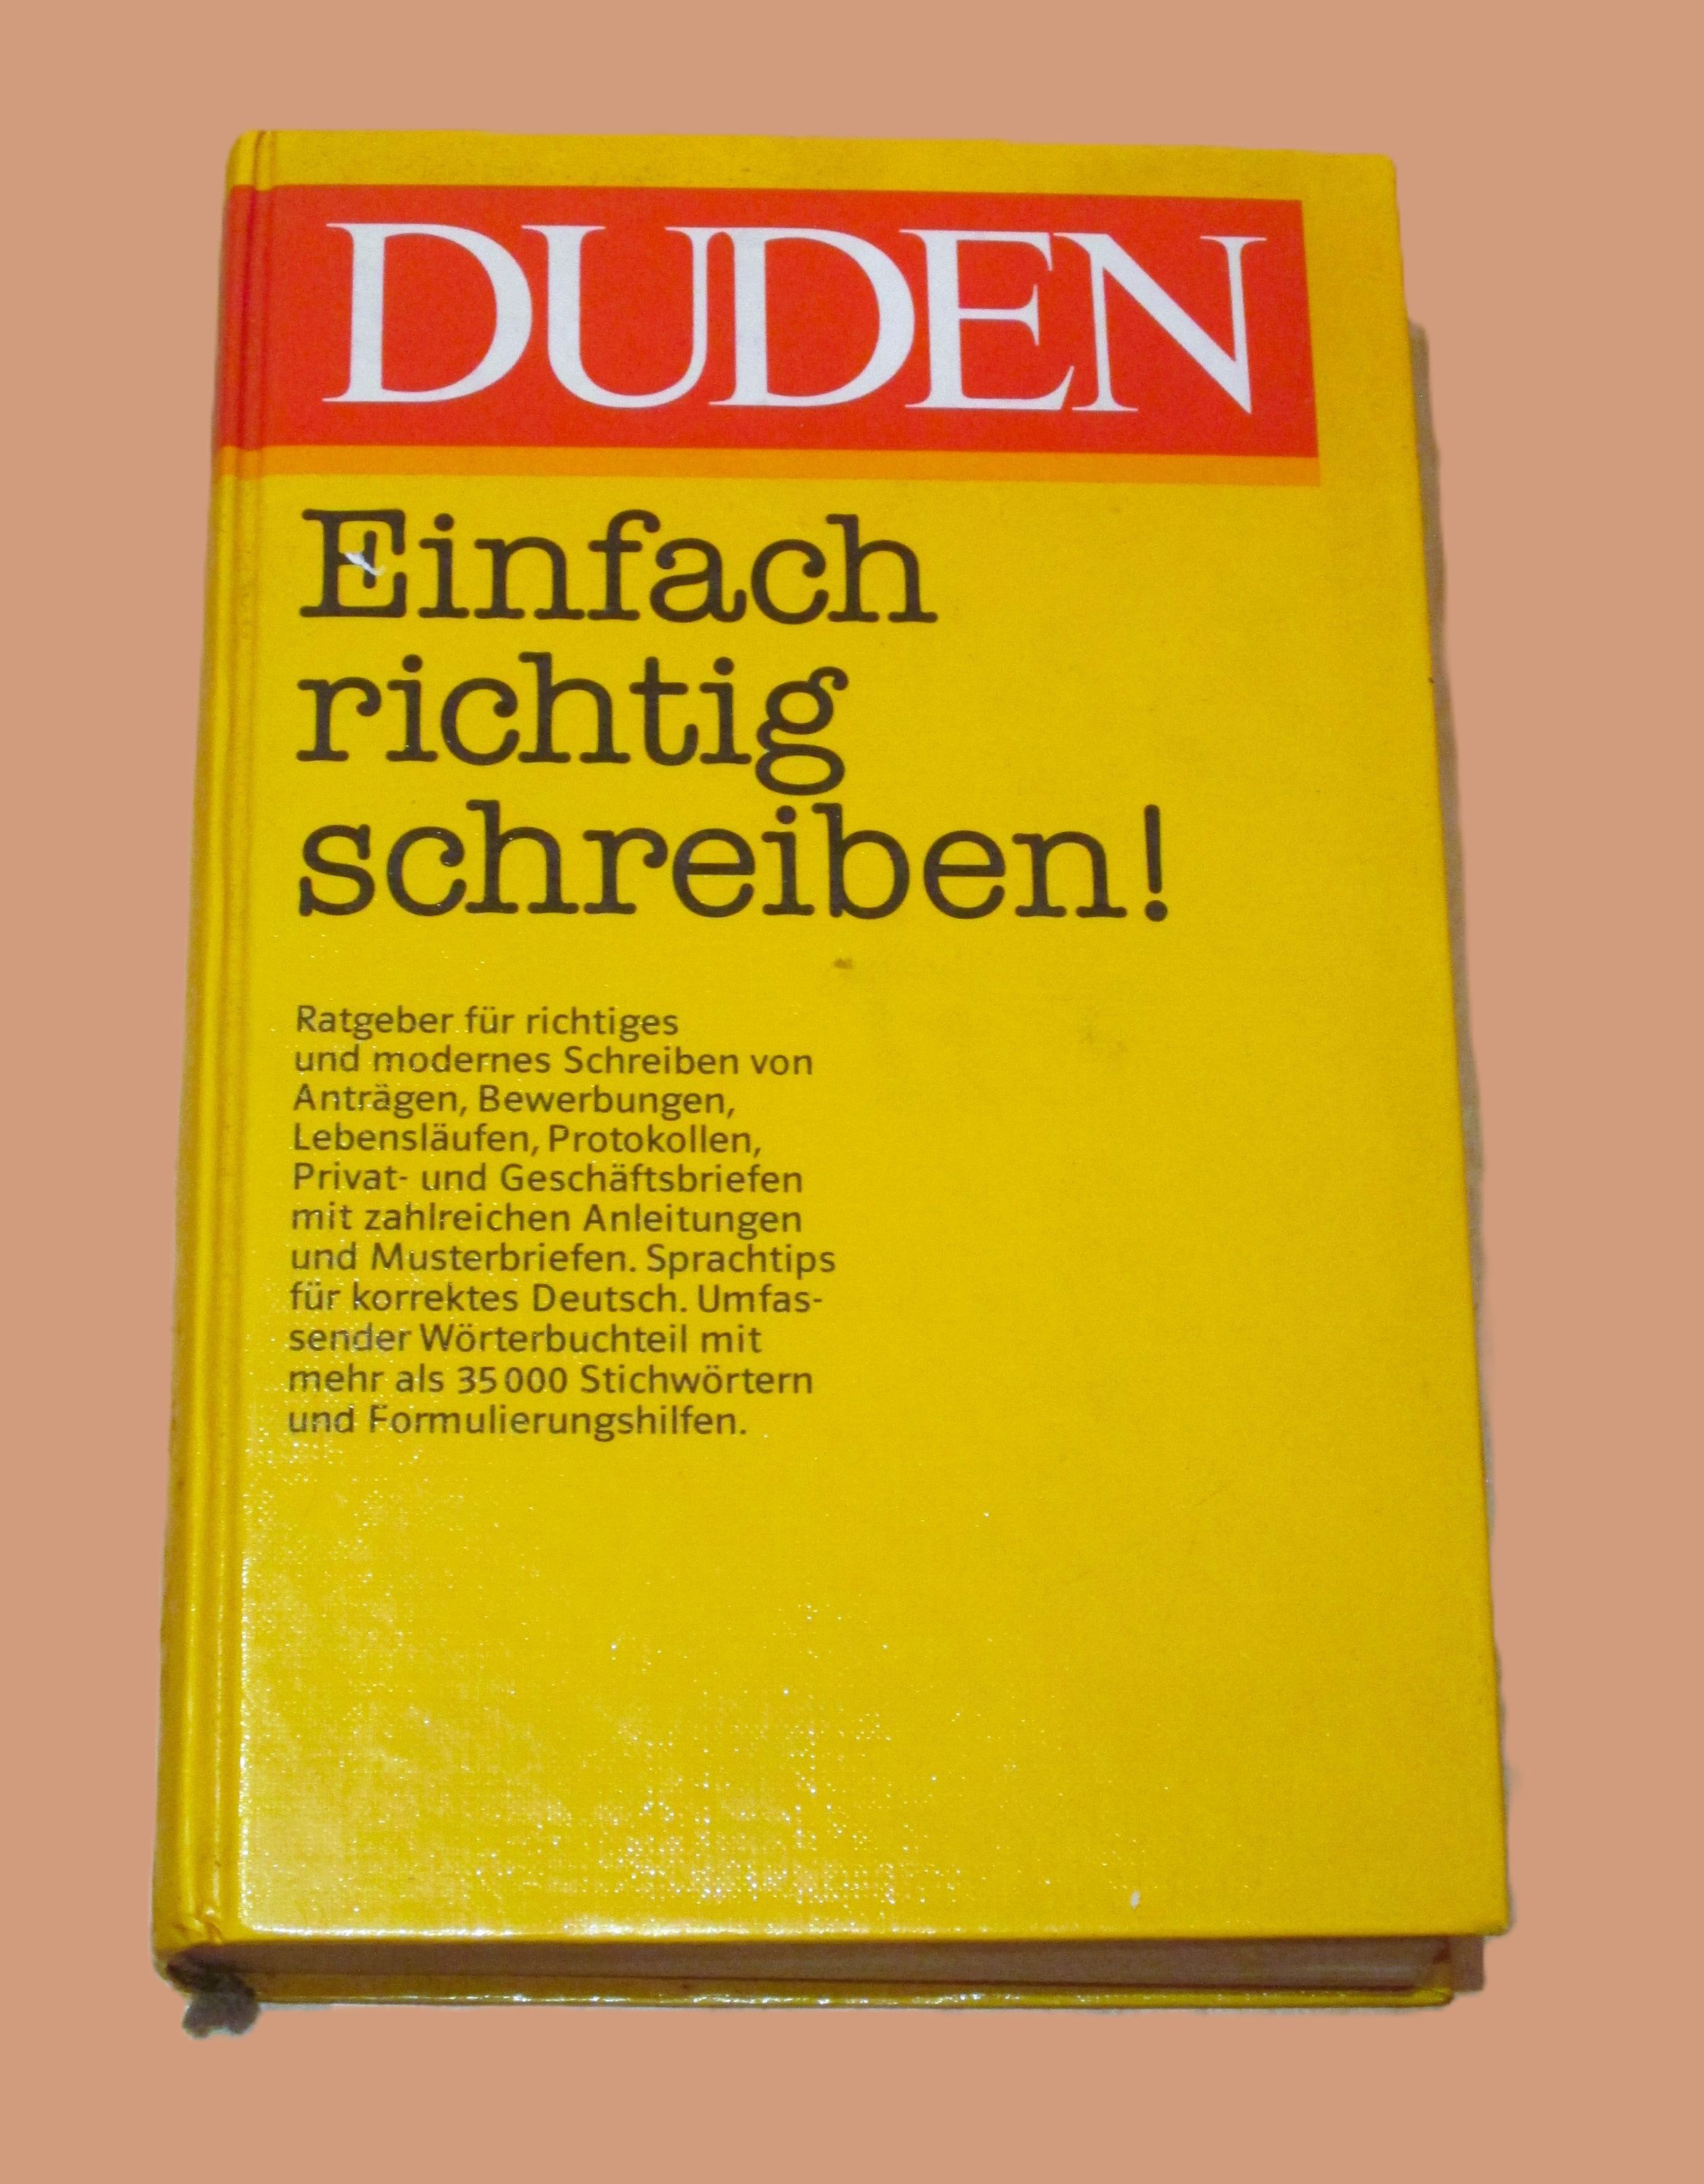 DUDEN
Einfach
richtig
schreiben!
Ratgeber für richtiges
und modernes Schreiben von
Anträgen, Bewerbungen,
Lebensläufen, Protokollen,
Privat- und Geschäftsbriefen
mit zahlreichen Anleitungen
und Musterbriefen. Sprachtips
für korrektes Deutsch. Umfas-
sender Wörterbuchteil mit
mehr als 35 000 Stichwörtern
und Formulierungshilfen.